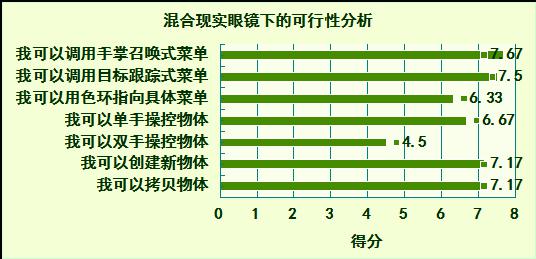 混合现实眼镜下的可行性分析
我可以调用手掌召唤式菜单 7.67
我可以调用目标跟踪式菜单 7.5
我可以用色环指向具体菜单 6.33
我可以单手操控物体 6.67
我可以双手操控物体 4.5
我可以创建新物体 7.17
我可以拷贝物体 7.17
0 1 2 3 4 5 6 7 8
得分